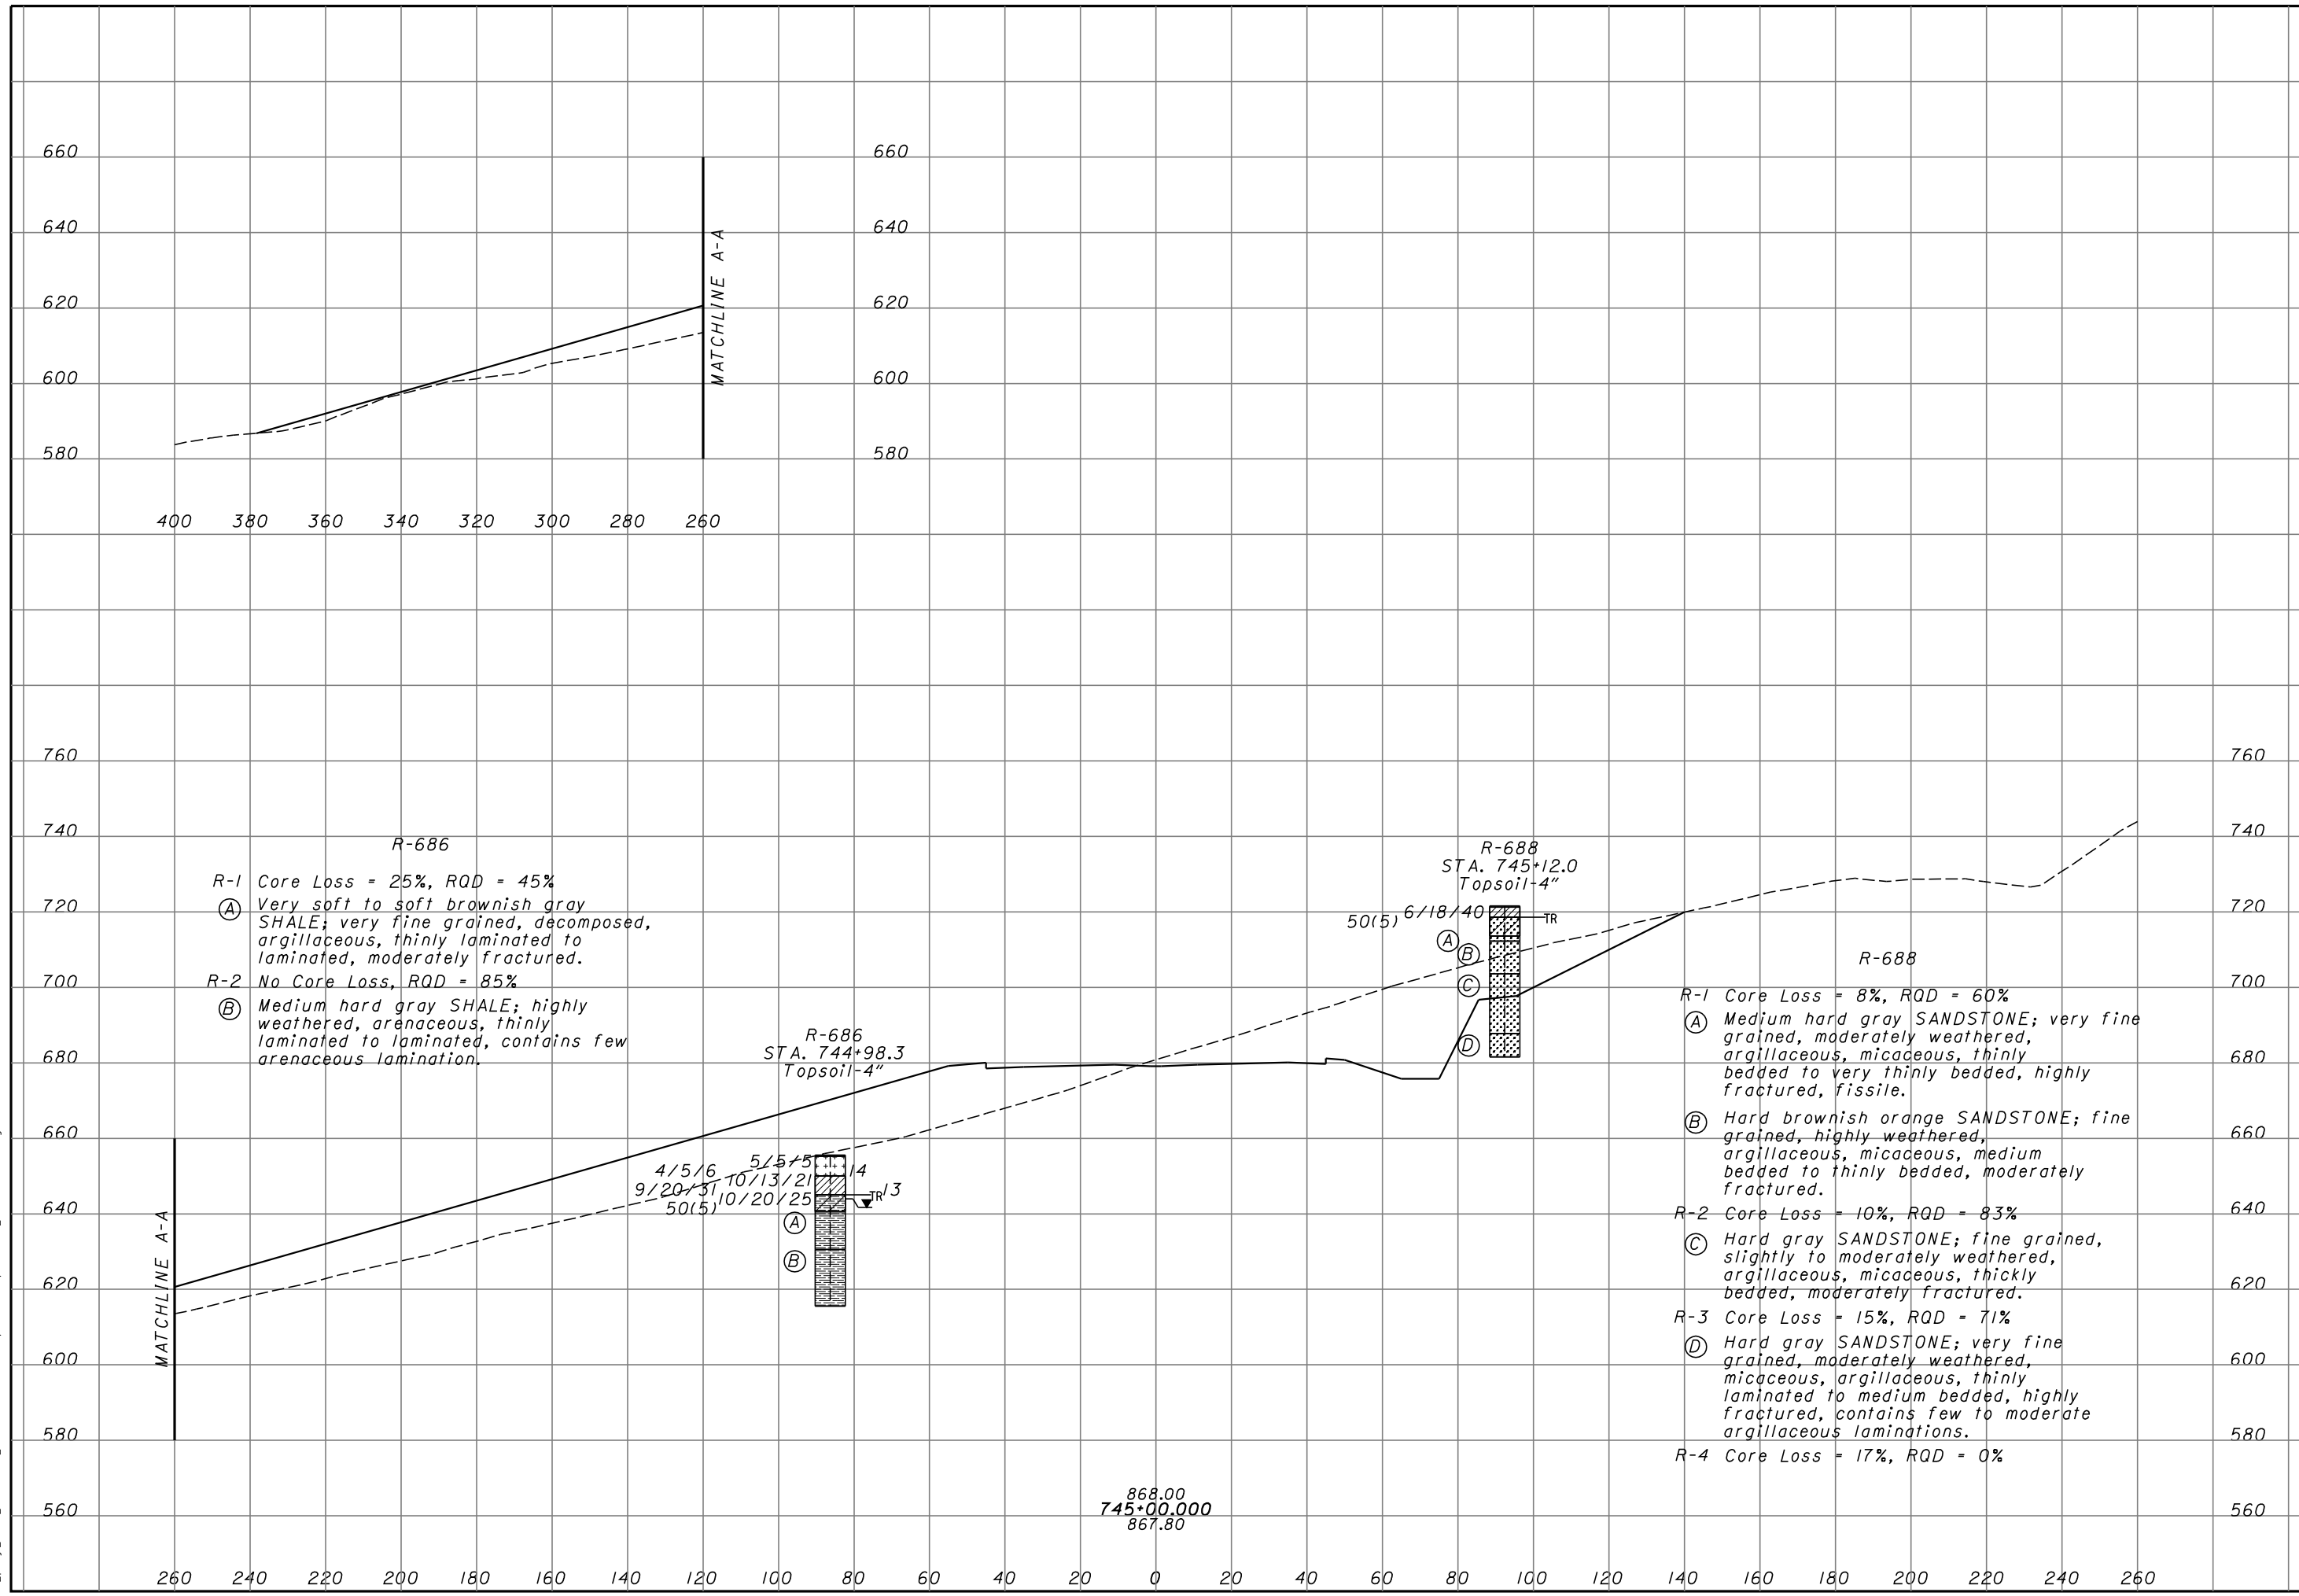 660 660
640 640
620 620
600 600
580 580
MATCHLINE A-A
400 380 360 340 320 300 280 260
760 760
740 740
720 720
700 700
680 680
660 660
640 640
620 620
600 600
580 580
560 560
R-686
R-1 Core Loss = 25%, RQD = 45%
A Very soft to soft brownish gray
SHALE; very fine grained, decomposed,
argillaceous, thinly laminated to
laminated, moderately fractured.
R-2 No Core Loss, RQD = 85%
B Medium hard gray SHALE; highly
weathered, arenaceous, thinly
laminated to laminated, contains few
arenaceous lamination.
MATCHLINE A-A
R-686
STA. 744+98.3
Topsoil-4"
5/5/5
4/5/6 14
10/13/21
9/20/31 TR 13
10/20/25
50(5)
A
B
R-688
STA. 745+12.0
Topsoil-4"
6/18/40 TR
50(5)
A
B
C
D
R-688
R-1 Core Loss = 8%, RQD = 60%
A Medium hard gray SANDSTONE; very fine
grained, moderately weathered,
argillaceous, micaceous, thinly
bedded to very thinly bedded, highly
fractured, fissile.
B Hard brownish orange SANDSTONE; fine
grained, highly weathered,
argillaceous, micaceous, medium
bedded to thinly bedded, moderately
fractured.
R-2 Core Loss = 10%, RQD = 83%
C Hard gray SANDSTONE; fine grained,
slightly to moderately weathered,
argillaceous, micaceous, thickly
bedded, moderately fractured.
R-3 Core Loss = 15%, RQD = 71%
D Hard gray SANDSTONE; very fine
grained, moderately weathered,
micaceous, argillaceous, thinly
laminated to medium bedded, highly
fractured, contains few to moderate
argillaceous laminations.
R-4 Core Loss = 17%, RQD = 0%
868.00
745+00.000
867.80
260 240 220 200 180 160 140 120 100 80 60 40 20 0 20 40 60 80 100 120 140 160 180 200 220 240 260